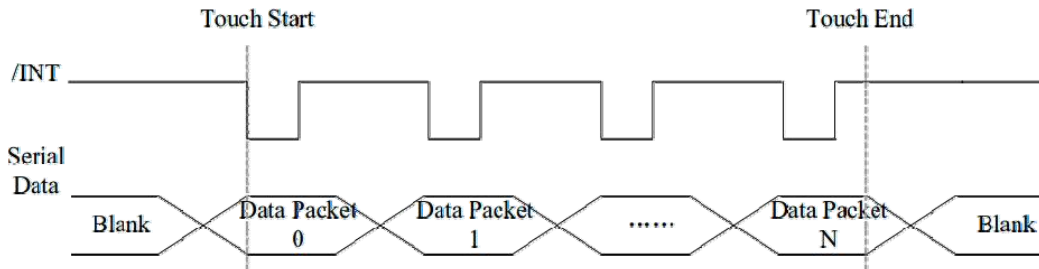 Touch Start
Touch End
/INT
Serial
Data
Blank
Data Packet
0
Data Packet
1
......
Data Packet
N
Blank